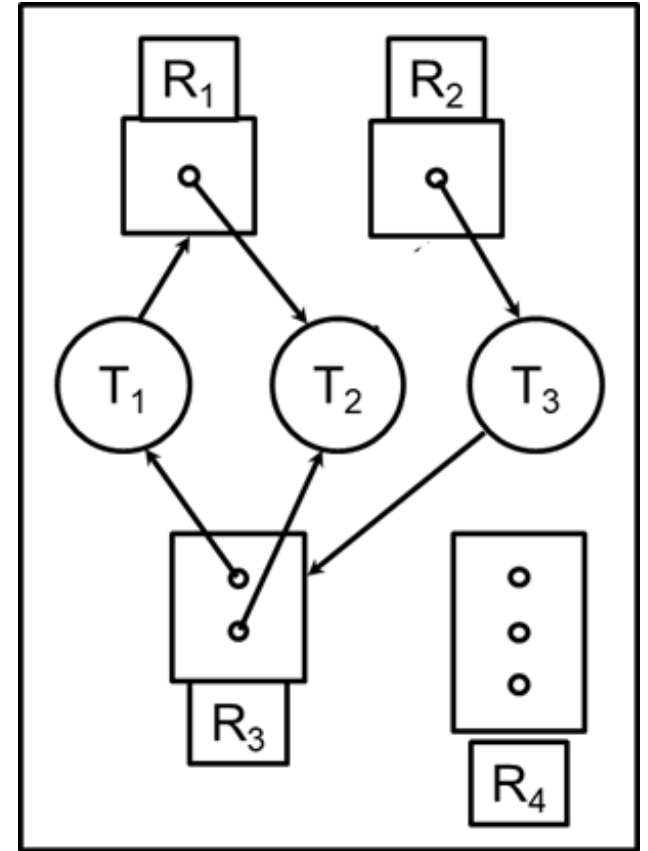 R₁ R₂
T₁ T₂ T₃
R₃
R₄